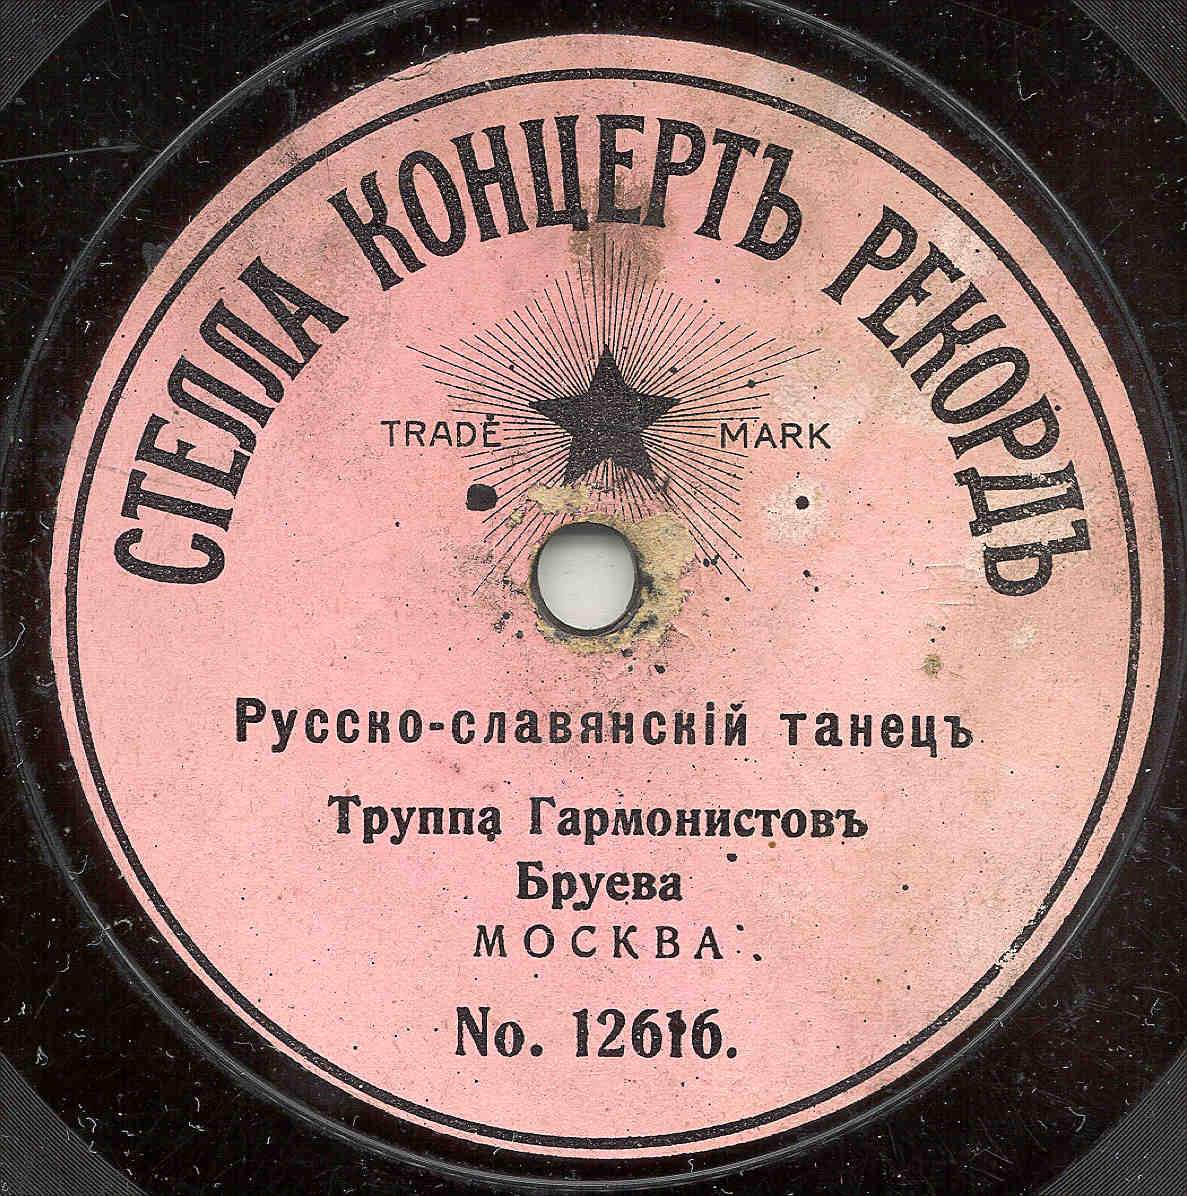 СТЕЛЛА КОНЦЕРТЪ РЕКОРДЪ
TRADE MARK
Русско-славянскій танецъ
Труппа Гармонистовъ
Бруева
МОСКВА.
No. 12616.